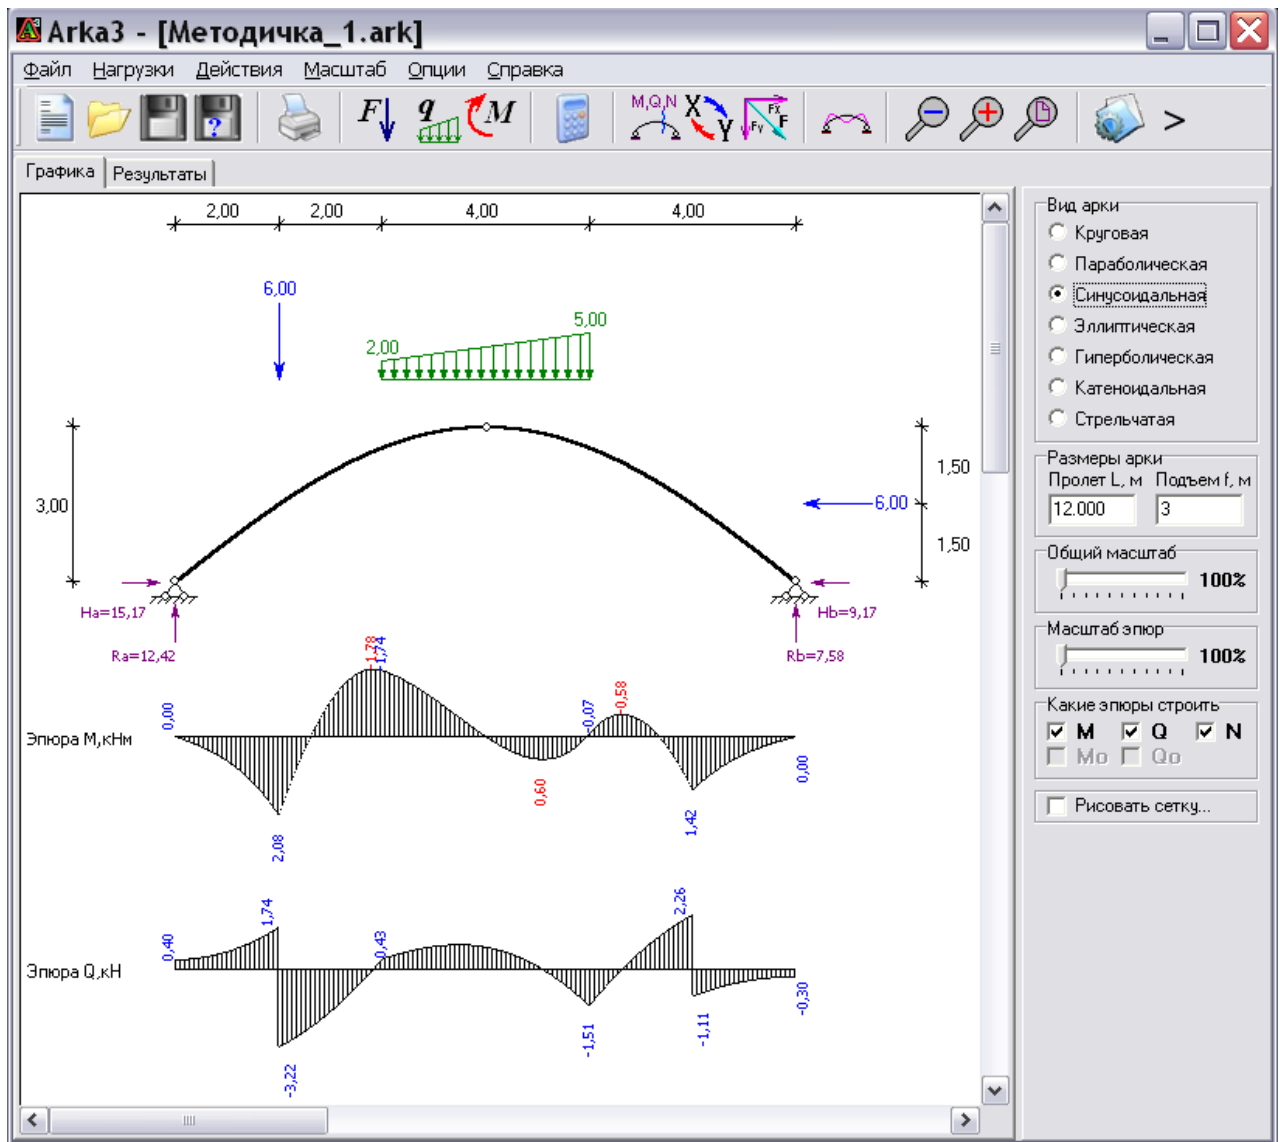 Arka3 - [Методичка_1.ark]
Файл Нагрузки Действия Масштаб Опции Справка
F q M M,Q,N X Y Fx Fy F >
Графика Результаты
2,00 2,00 4,00 4,00
6,00
5,00
2,00
1,50
3,00
6,00
1,50
Ha=15,17
Hb=9,17
Ra=12,42
Rb=7,58
Эпюра M,кНм
0,00
2,08
-1,78
-1,74
0,60
-0,07
-0,58
1,42
0,00
Эпюра Q,кН
0,40
1,74
-3,22
0,43
-1,51
2,26
-1,11
-0,30
Вид арки
Круговая
Параболическая
Синусоидальная
Эллиптическая
Гиперболическая
Катеноидальная
Стрельчатая
Размеры арки
Пролет L, м Подъем f, м
12.000 3
Общий масштаб
100%
Масштаб эпюр
100%
Какие эпюры строить
M Q N
Mo Qo
Рисовать сетку...